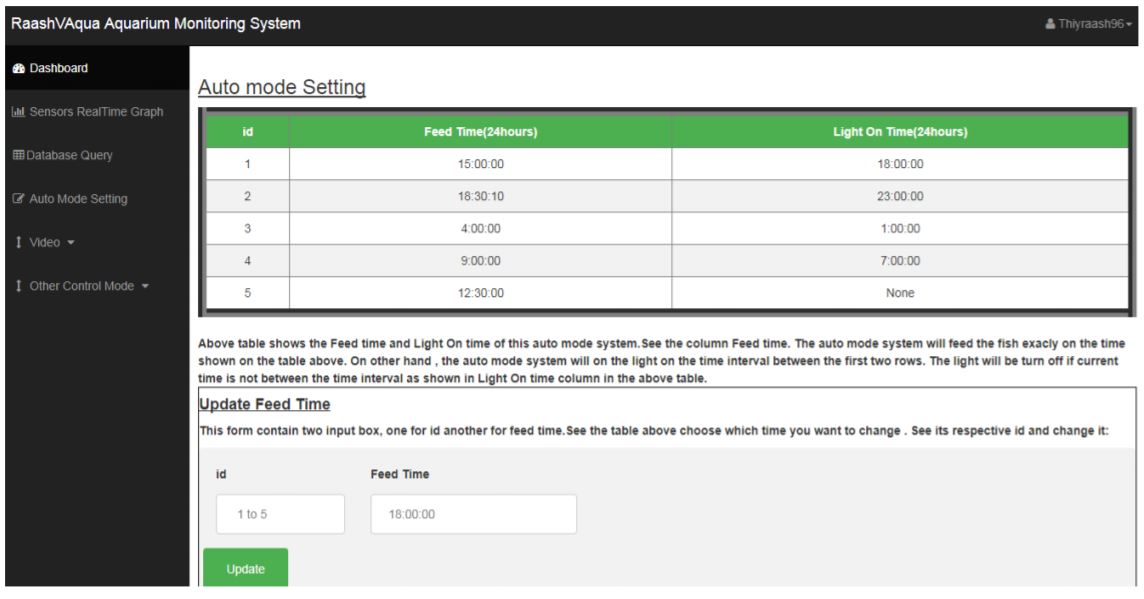 RaashVAqua Aquarium Monitoring System
Thiyraash96
Dashboard
Sensors RealTime Graph
Database Query
Auto Mode Setting
Video
Other Control Mode
Auto mode Setting
id Feed Time(24hours) Light On Time(24hours)
1 15:00:00 18:00:00
2 18:30:10 23:00:00
3 4:00:00 1:00:00
4 9:00:00 7:00:00
5 12:30:00 None
Above table shows the Feed time and Light On time of this auto mode system.See the column Feed time. The auto mode system will feed the fish exacly on the time
shown on the table above. On other hand , the auto mode system will on the light on the time interval between the first two rows. The light will be turn off if current
time is not between the time interval as shown in Light On time column in the above table.
Update Feed Time
This form contain two input box, one for id another for feed time.See the table above choose which time you want to change . See its respective id and change it:
id Feed Time
1 to 5 18:00:00
Update